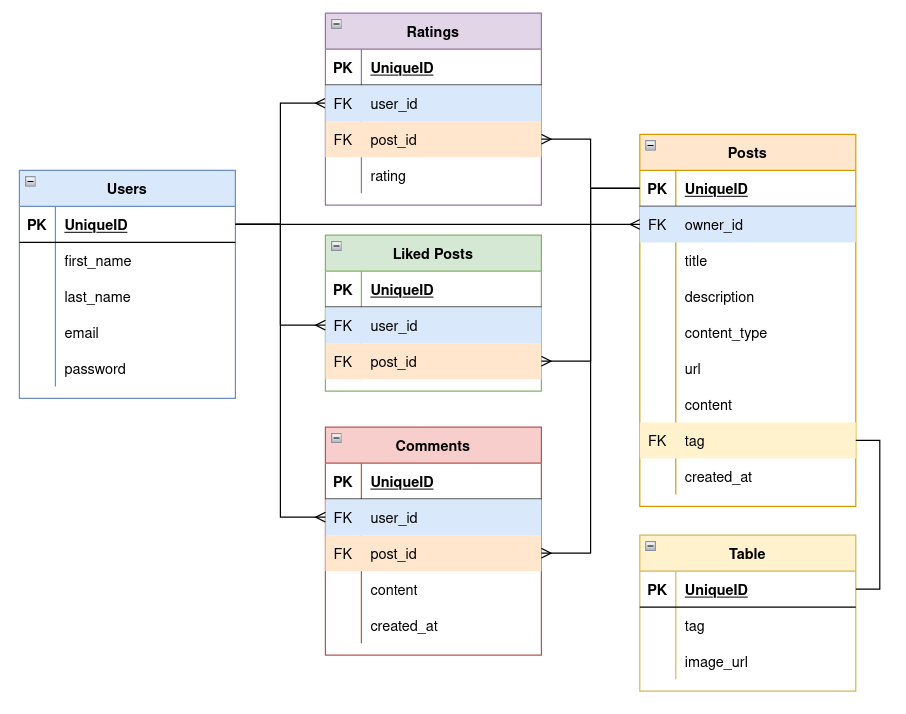 Users
PK UniqueID
first_name
last_name
email
password
Ratings
PK UniqueID
FK user_id
FK post_id
rating
Liked Posts
PK UniqueID
FK user_id
FK post_id
Comments
PK UniqueID
FK user_id
FK post_id
content
created_at
Posts
PK UniqueID
FK owner_id
title
description
content_type
url
content
FK tag
created_at
Table
PK UniqueID
tag
image_url